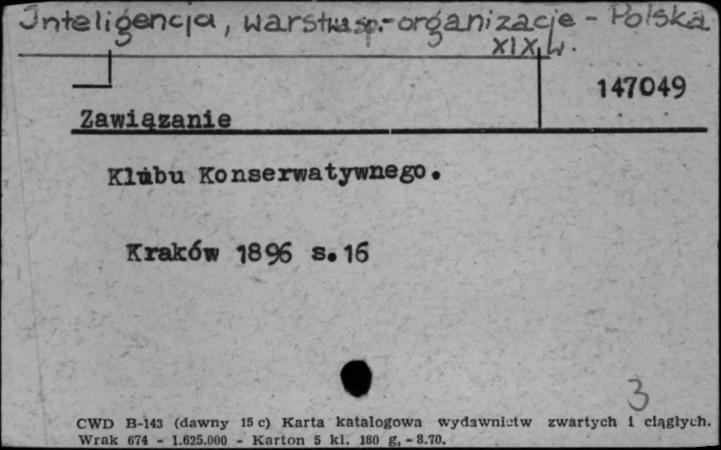 Inteligencja, warstwa sp.-organizacje - Polska
XIX w.
147049
Zawiązanie
Klubu Konserwatywnego.
Kraków 1896 s.16
3
CWD B-143 (dawny 15 c) Karta katalogowa wydawnictw zwartych i ciągłych.
Wrak 674 - 1.625.000 - Karton 5 kl. 180 g, - 8.70.